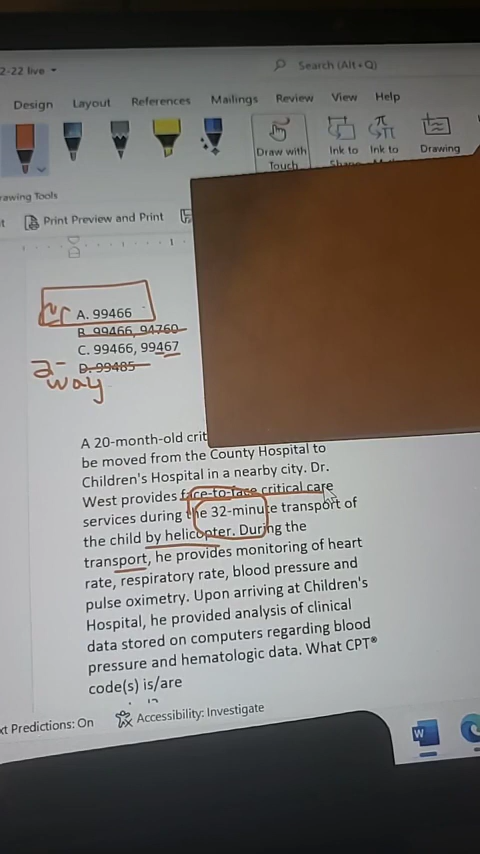 2-22 live
Search (Alt+Q)
Design Layout References Mailings Review View Help
Draw with Touch
Ink to
Ink to
Drawing
rawing Tools
Print Preview and Print
1
A. 99466
B. 99466, 94760
C. 99466, 99467
D. 99485
2-
way
A 20-month-old crit
be moved from the County Hospital to
Children's Hospital in a nearby city. Dr.
West provides face-to-face critical care
services during the 32-minute transport of
the child by helicopter. During the
transport, he provides monitoring of heart
rate, respiratory rate, blood pressure and
pulse oximetry. Upon arriving at Children's
Hospital, he provided analysis of clinical
data stored on computers regarding blood
pressure and hematologic data. What CPT®
code(s) is/are
xt Predictions: On
Accessibility: Investigate